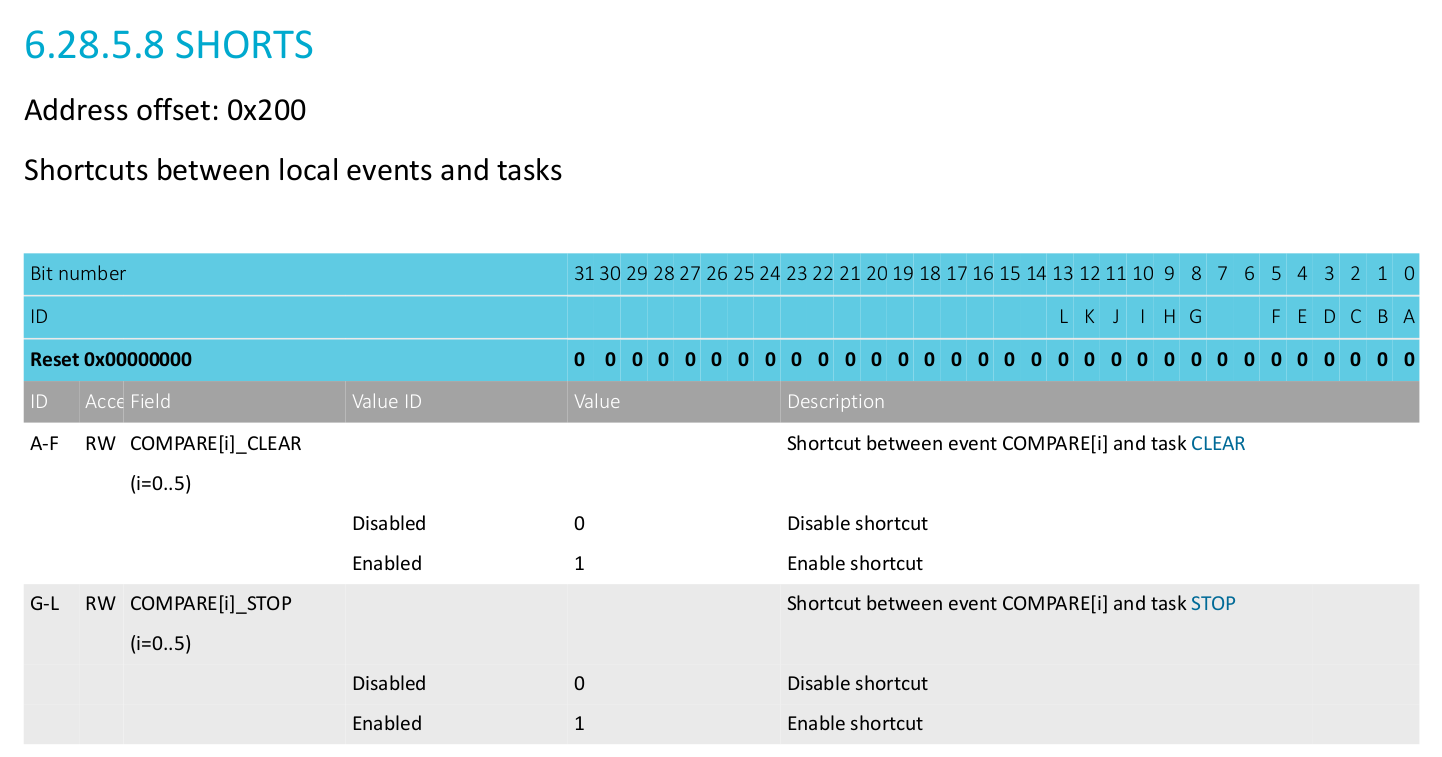 6.28.5.8 SHORTS
Address offset: 0x200
Shortcuts between local events and tasks
Bit number 31 30 29 28 27 26 25 24 23 22 21 20 19 18 17 16 15 14 13 12 11 10 9 8 7 6 5 4 3 2 1 0
ID L K J I H G F E D C B A
Reset 0x00000000 0 0 0 0 0 0 0 0 0 0 0 0 0 0 0 0 0 0 0 0 0 0 0 0 0 0 0 0 0 0 0 0
ID Acce Field Value ID Value Description
A-F RW COMPARE[i]_CLEAR Shortcut between event COMPARE[i] and task CLEAR
(i=0..5)
Disabled 0 Disable shortcut
Enabled 1 Enable shortcut
G-L RW COMPARE[i]_STOP Shortcut between event COMPARE[i] and task STOP
(i=0..5)
Disabled 0 Disable shortcut
Enabled 1 Enable shortcut